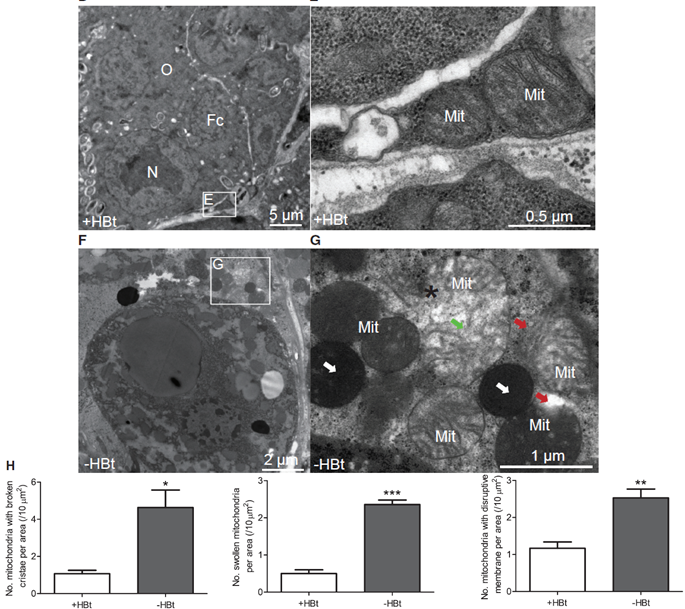 O
Fc
N
E
+HBt
5 µm
Mit
Mit
+HBt
0.5 µm
F
G
-HBt
2 µm
G
Mit
*
Mit
Mit
Mit
Mit
-HBt
1 µm
H
No. mitochondria with broken
cristae per area (/10 µm²)
6
4
2
0
*
+HBt
-HBt
No. swollen mitochondria
per area (/10 µm²)
3
2
1
0
***
+HBt
-HBt
No. mitochondria with disruptive
membrane per area (/10 µm²)
3
2
1
0
**
+HBt
-HBt